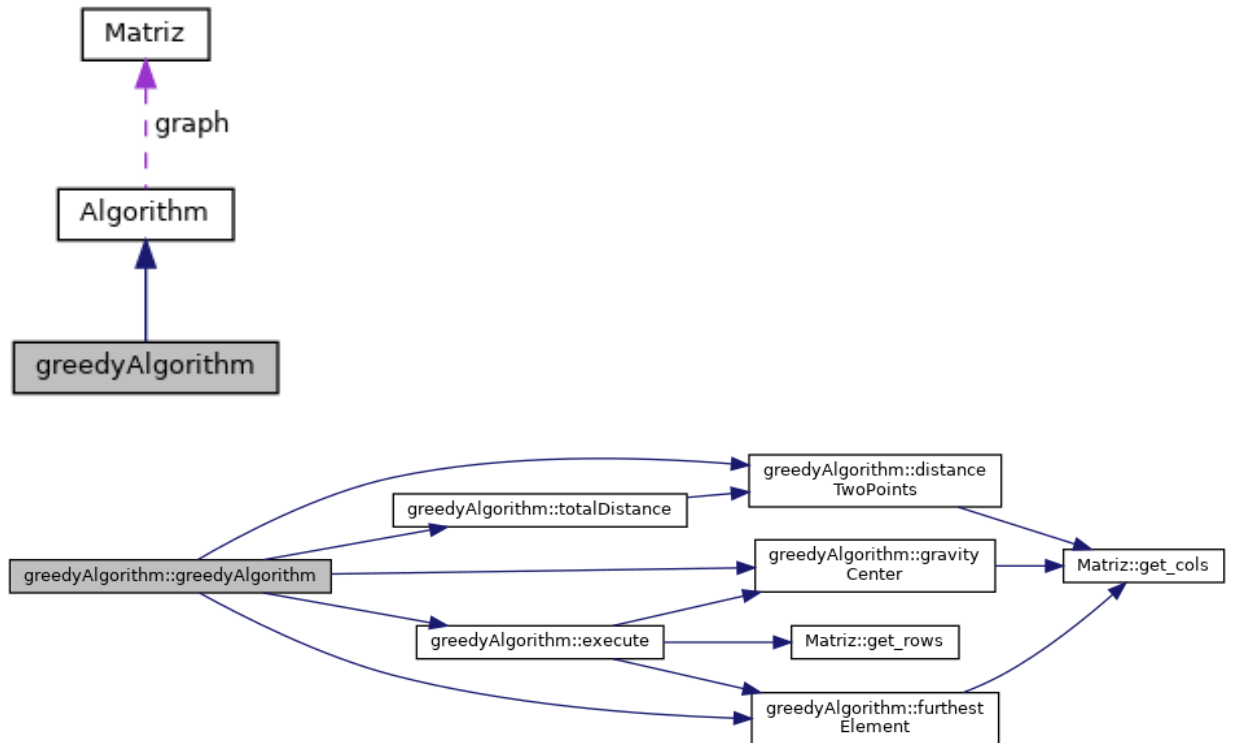 Matriz
graph
Algorithm
greedyAlgorithm
greedyAlgorithm::distance
TwoPoints
greedyAlgorithm::totalDistance
greedyAlgorithm::gravity
Center
Matriz::get_cols
greedyAlgorithm::greedyAlgorithm
greedyAlgorithm::execute
Matriz::get_rows
greedyAlgorithm::furthest
Element